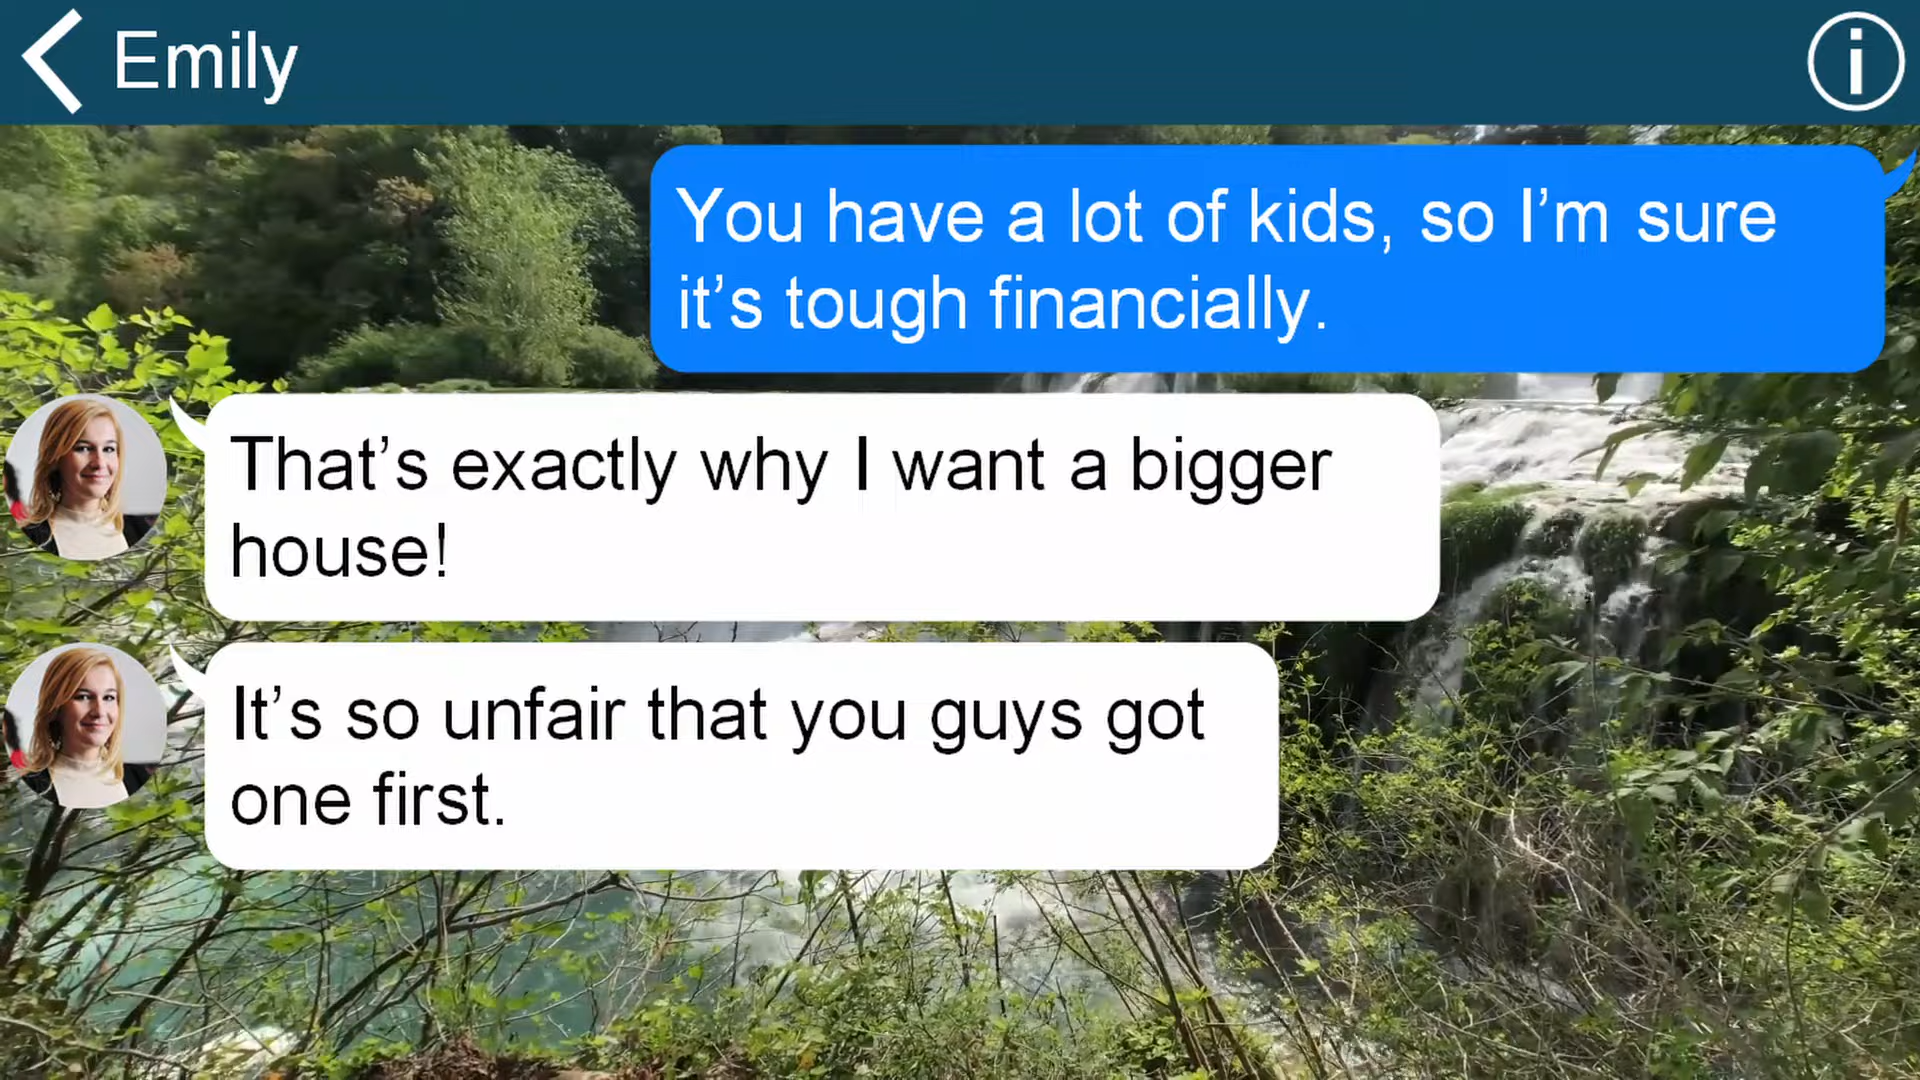 Emily
You have a lot of kids, so I’m sure
it’s tough financially.
That’s exactly why I want a bigger
house!
It’s so unfair that you guys got
one first.